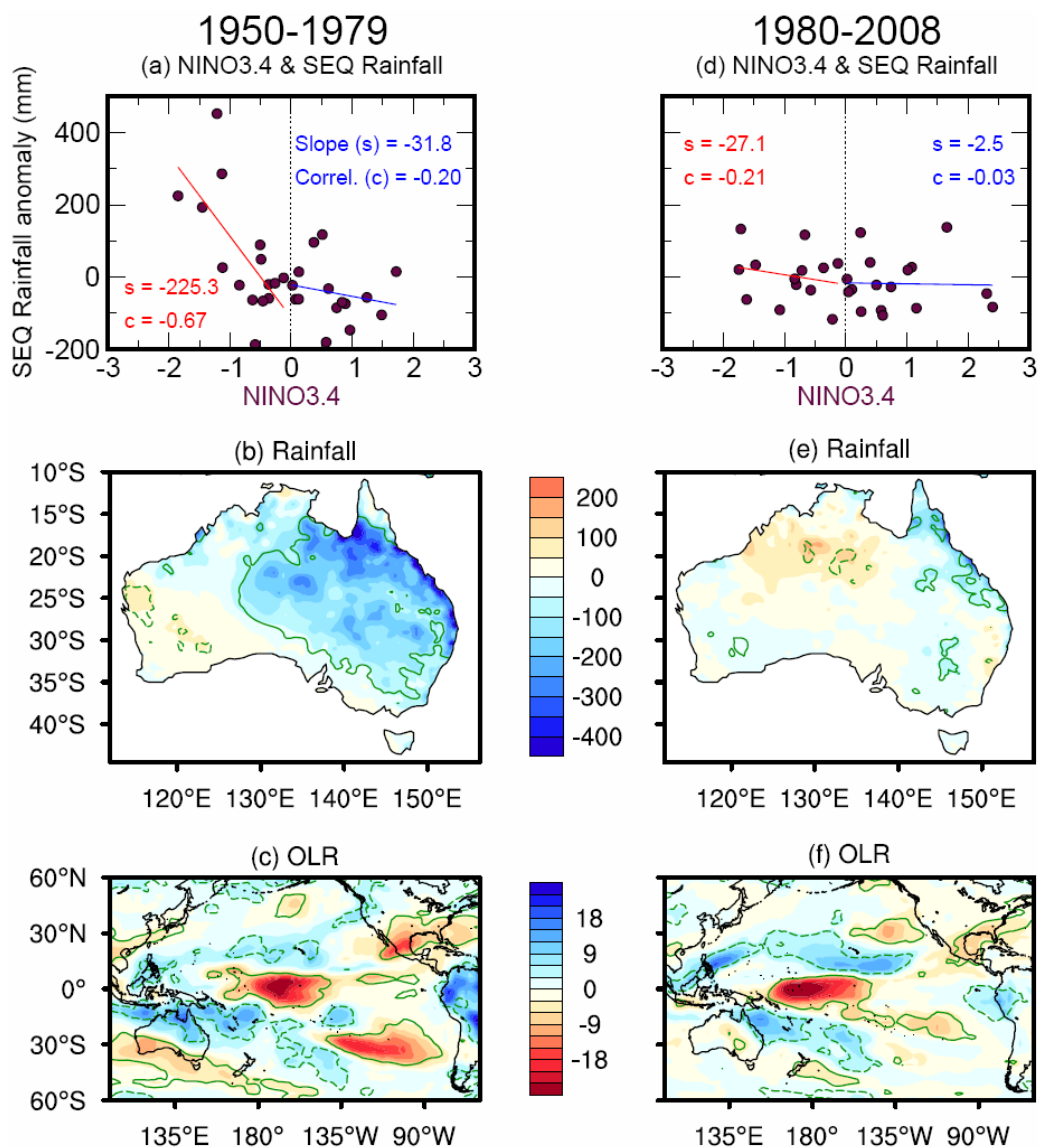 1950-1979
(a) NINO3.4 & SEQ Rainfall
SEQ Rainfall anomaly (mm)
400
200
0
-200
Slope (s) = -31.8
Correl. (c) = -0.20
s = -225.3
c = -0.67
-3 -2 -1 0 1 2 3
NINO3.4
1980-2008
(d) NINO3.4 & SEQ Rainfall
s = -27.1
c = -0.21
s = -2.5
c = -0.03
-3 -2 -1 0 1 2 3
NINO3.4
(b) Rainfall
10°S
15°S
20°S
25°S
30°S
35°S
40°S
120°E 130°E 140°E 150°E
200
100
0
-100
-200
-300
-400
(e) Rainfall
120°E 130°E 140°E 150°E
(c) OLR
60°N
30°N
0°
30°S
60°S
135°E 180° 135°W 90°W
18
9
0
-9
-18
(f) OLR
135°E 180° 135°W 90°W